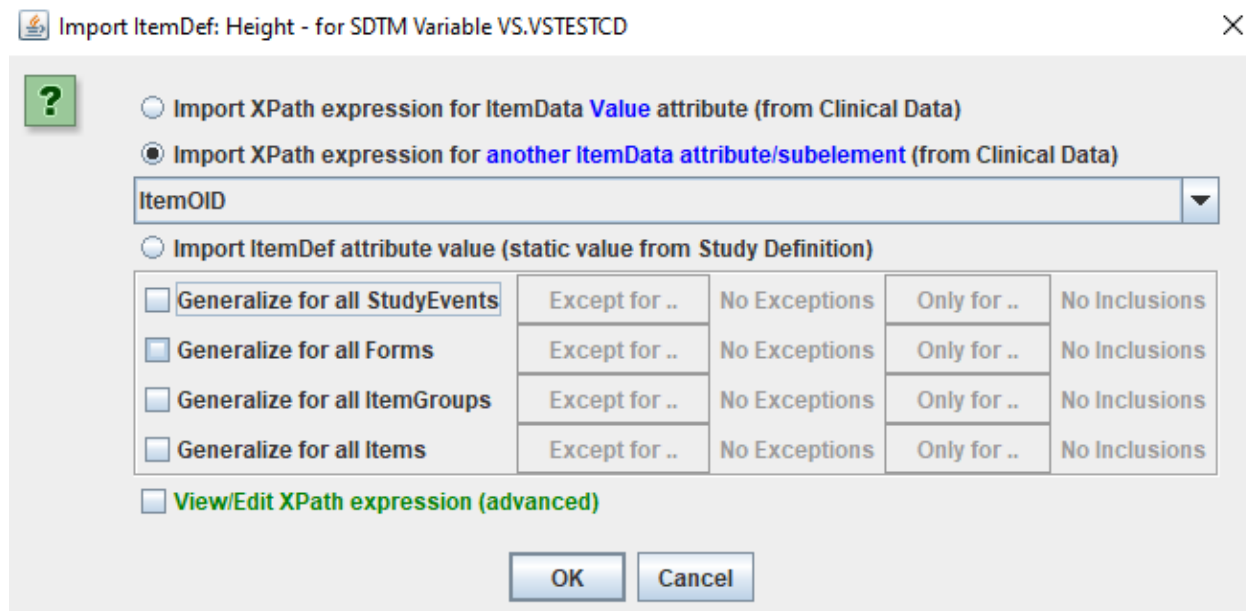 Import ItemDef: Height - for SDTM Variable VS.VSTESTCD
?
Import XPath expression for ItemData Value attribute (from Clinical Data)
Import XPath expression for another ItemData attribute/subelement (from Clinical Data)
ItemOID
Import ItemDef attribute value (static value from Study Definition)
Generalize for all StudyEvents Except for .. No Exceptions Only for .. No Inclusions
Generalize for all Forms Except for .. No Exceptions Only for .. No Inclusions
Generalize for all ItemGroups Except for .. No Exceptions Only for .. No Inclusions
Generalize for all Items Except for .. No Exceptions Only for .. No Inclusions
View/Edit XPath expression (advanced)
OK Cancel